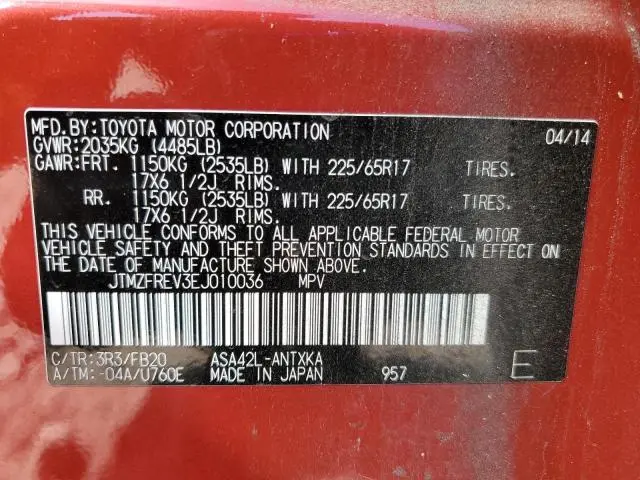 MFD.BY:TOYOTA MOTOR CORPORATION 04/14
GVWR:2035KG (4485LB)
GAWR:FRT. 1150KG (2535LB) WITH 225/65R17 TIRES.
17X6 1/2J RIMS.
RR. 1150KG (2535LB) WITH 225/65R17 TIRES.
17X6 1/2J RIMS.
THIS VEHICLE CONFORMS TO ALL APPLICABLE FEDERAL MOTOR
VEHICLE SAFETY AND THEFT PREVENTION STANDARDS IN EFFECT ON
THE DATE OF MANUFACTURE SHOWN ABOVE.
JTMZFREV3EJ010036 MPV
C/TR:3R3/FB20 ASA42L-ANTXKA
A/TM:-04A/U760E MADE IN JAPAN 957 E